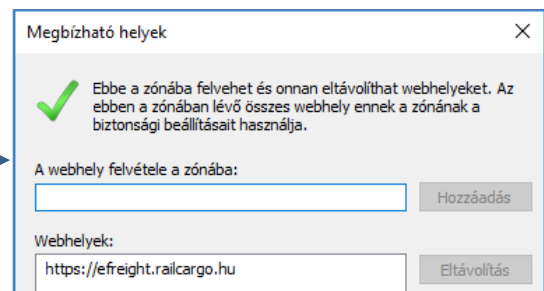 Megbízható helyek
Ebbe a zónába felvehet és onnan eltávolíthat webhelyeket. Az
ebben a zónában lévő összes webhely ennek a zónának a
biztonsági beállításait használja.
A webhely felvétele a zónába:
Hozzáadás
Webhelyek:
https://efreight.railcargo.hu
Eltávolítás